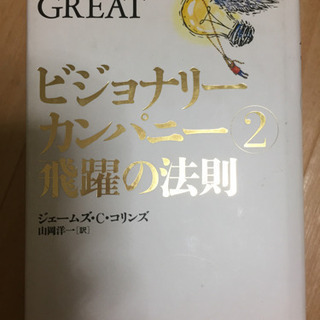 GREAT
ビジョナリー
カンパニー②
飛躍の法則
ジェームズ・C・コリンズ
山岡洋一[訳]